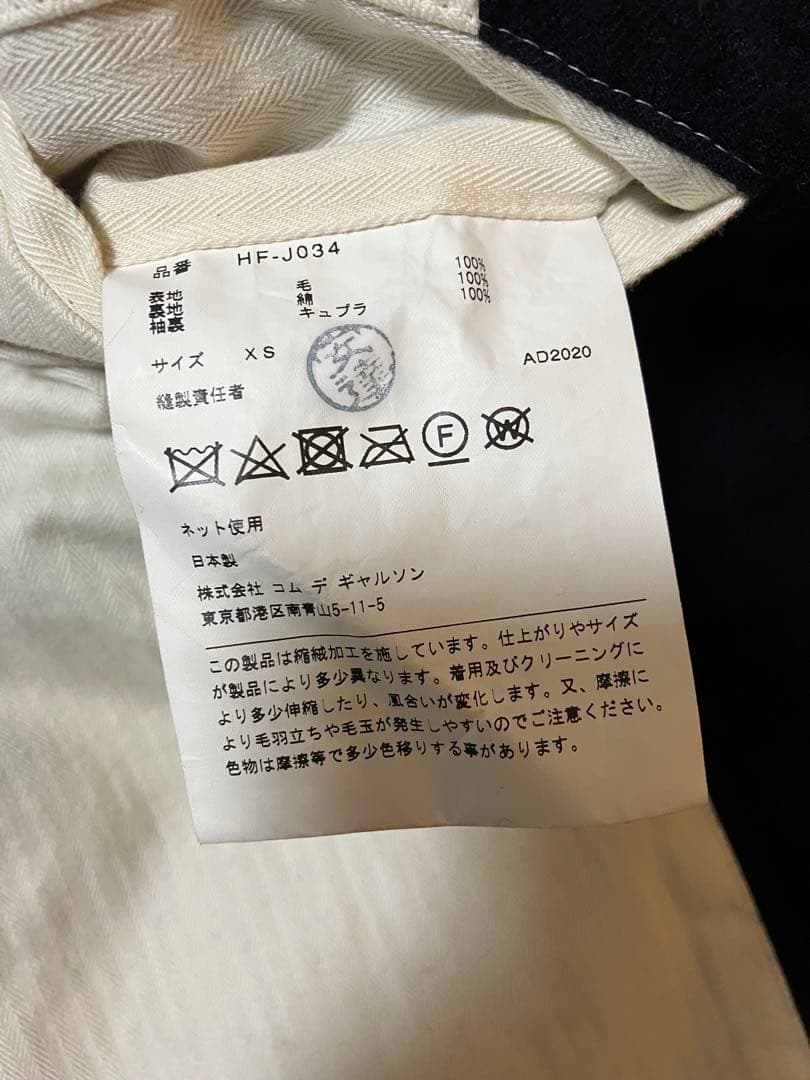 品番 HF-J034
表地 毛 100%
裏地 綿 100%
袖裏 キュプラ 100%
サイズ XS AD2020
縫製責任者
F
W
ネット使用
日本製
株式会社 コム デ ギャルソン
東京都港区南青山5-11-5
この製品は縮絨加工を施しています。仕上がりやサイズ
が製品により多少異なります。着用及びクリーニングに
より多少伸縮したり、風合いが変化します。又、摩擦に
より毛羽立ちや毛玉が発生しやすいのでご注意ください。
色物は摩擦等で多少色移りする事があります。